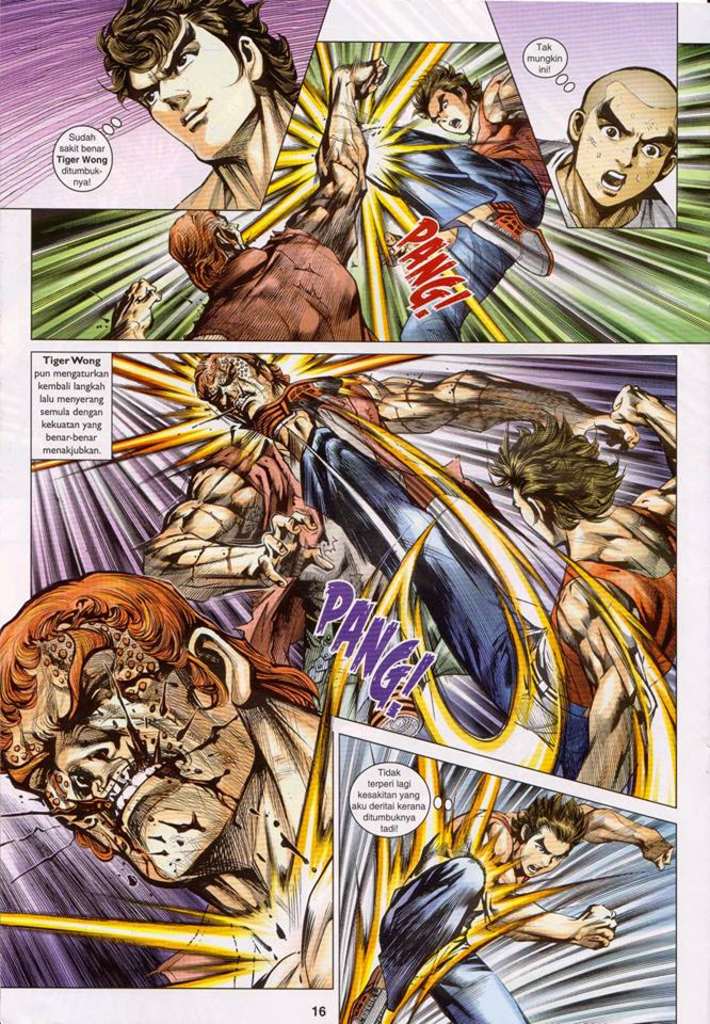 Sudah
sakit benar
Tiger Wong
ditumbuk-
nya!
Tak
mungkin
ini!
PANG!
Tiger Wong
pun mengaturkan
kembali langkah
lalu menyerang
semula dengan
kekuatan yang
benar-benar
menakjubkan.
PANG!
Tidak
terperi lagi
kesakitan yang
aku deritai kerana
ditumbuknya
tadi!
16